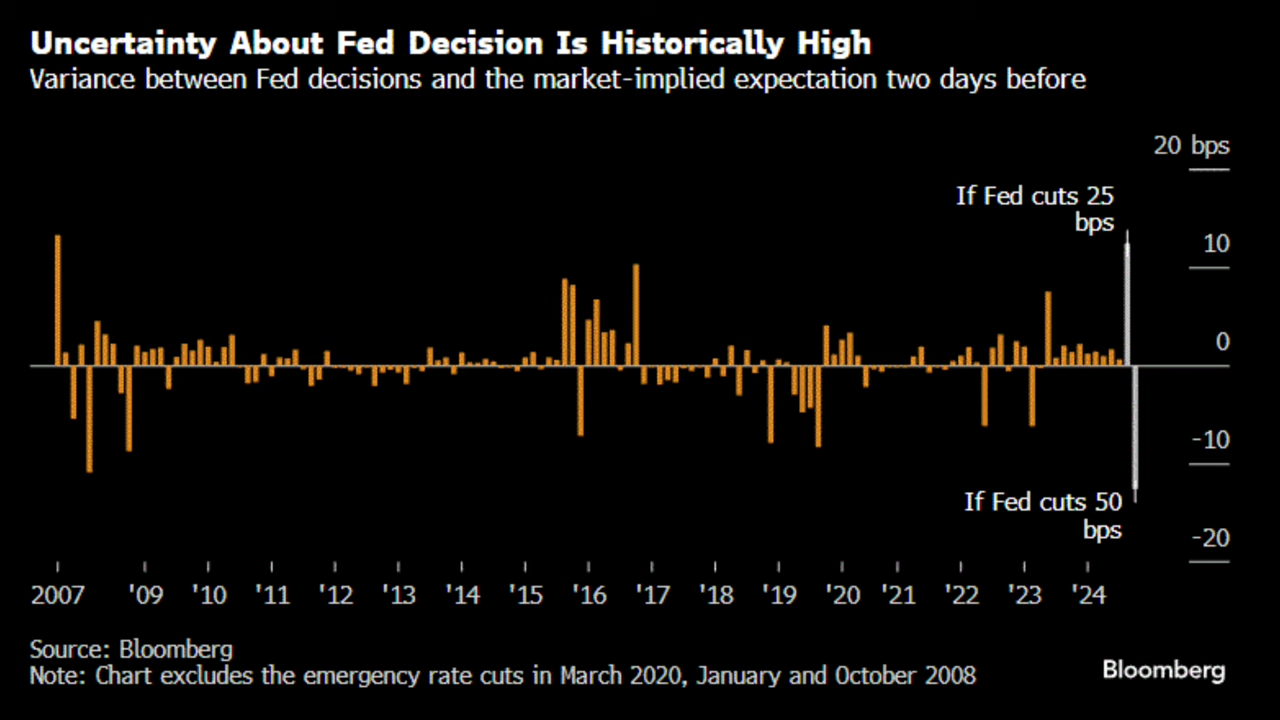 Uncertainty About Fed Decision Is Historically High
Variance between Fed decisions and the market-implied expectation two days before
20 bps
If Fed cuts 25
bps
10
0
-10
If Fed cuts 50
bps
-20
2007 '09 '10 '11 '12 '13 '14 '15 '16 '17 '18 '19 '20 '21 '22 '23 '24
Source: Bloomberg
Note: Chart excludes the emergency rate cuts in March 2020, January and October 2008
Bloomberg